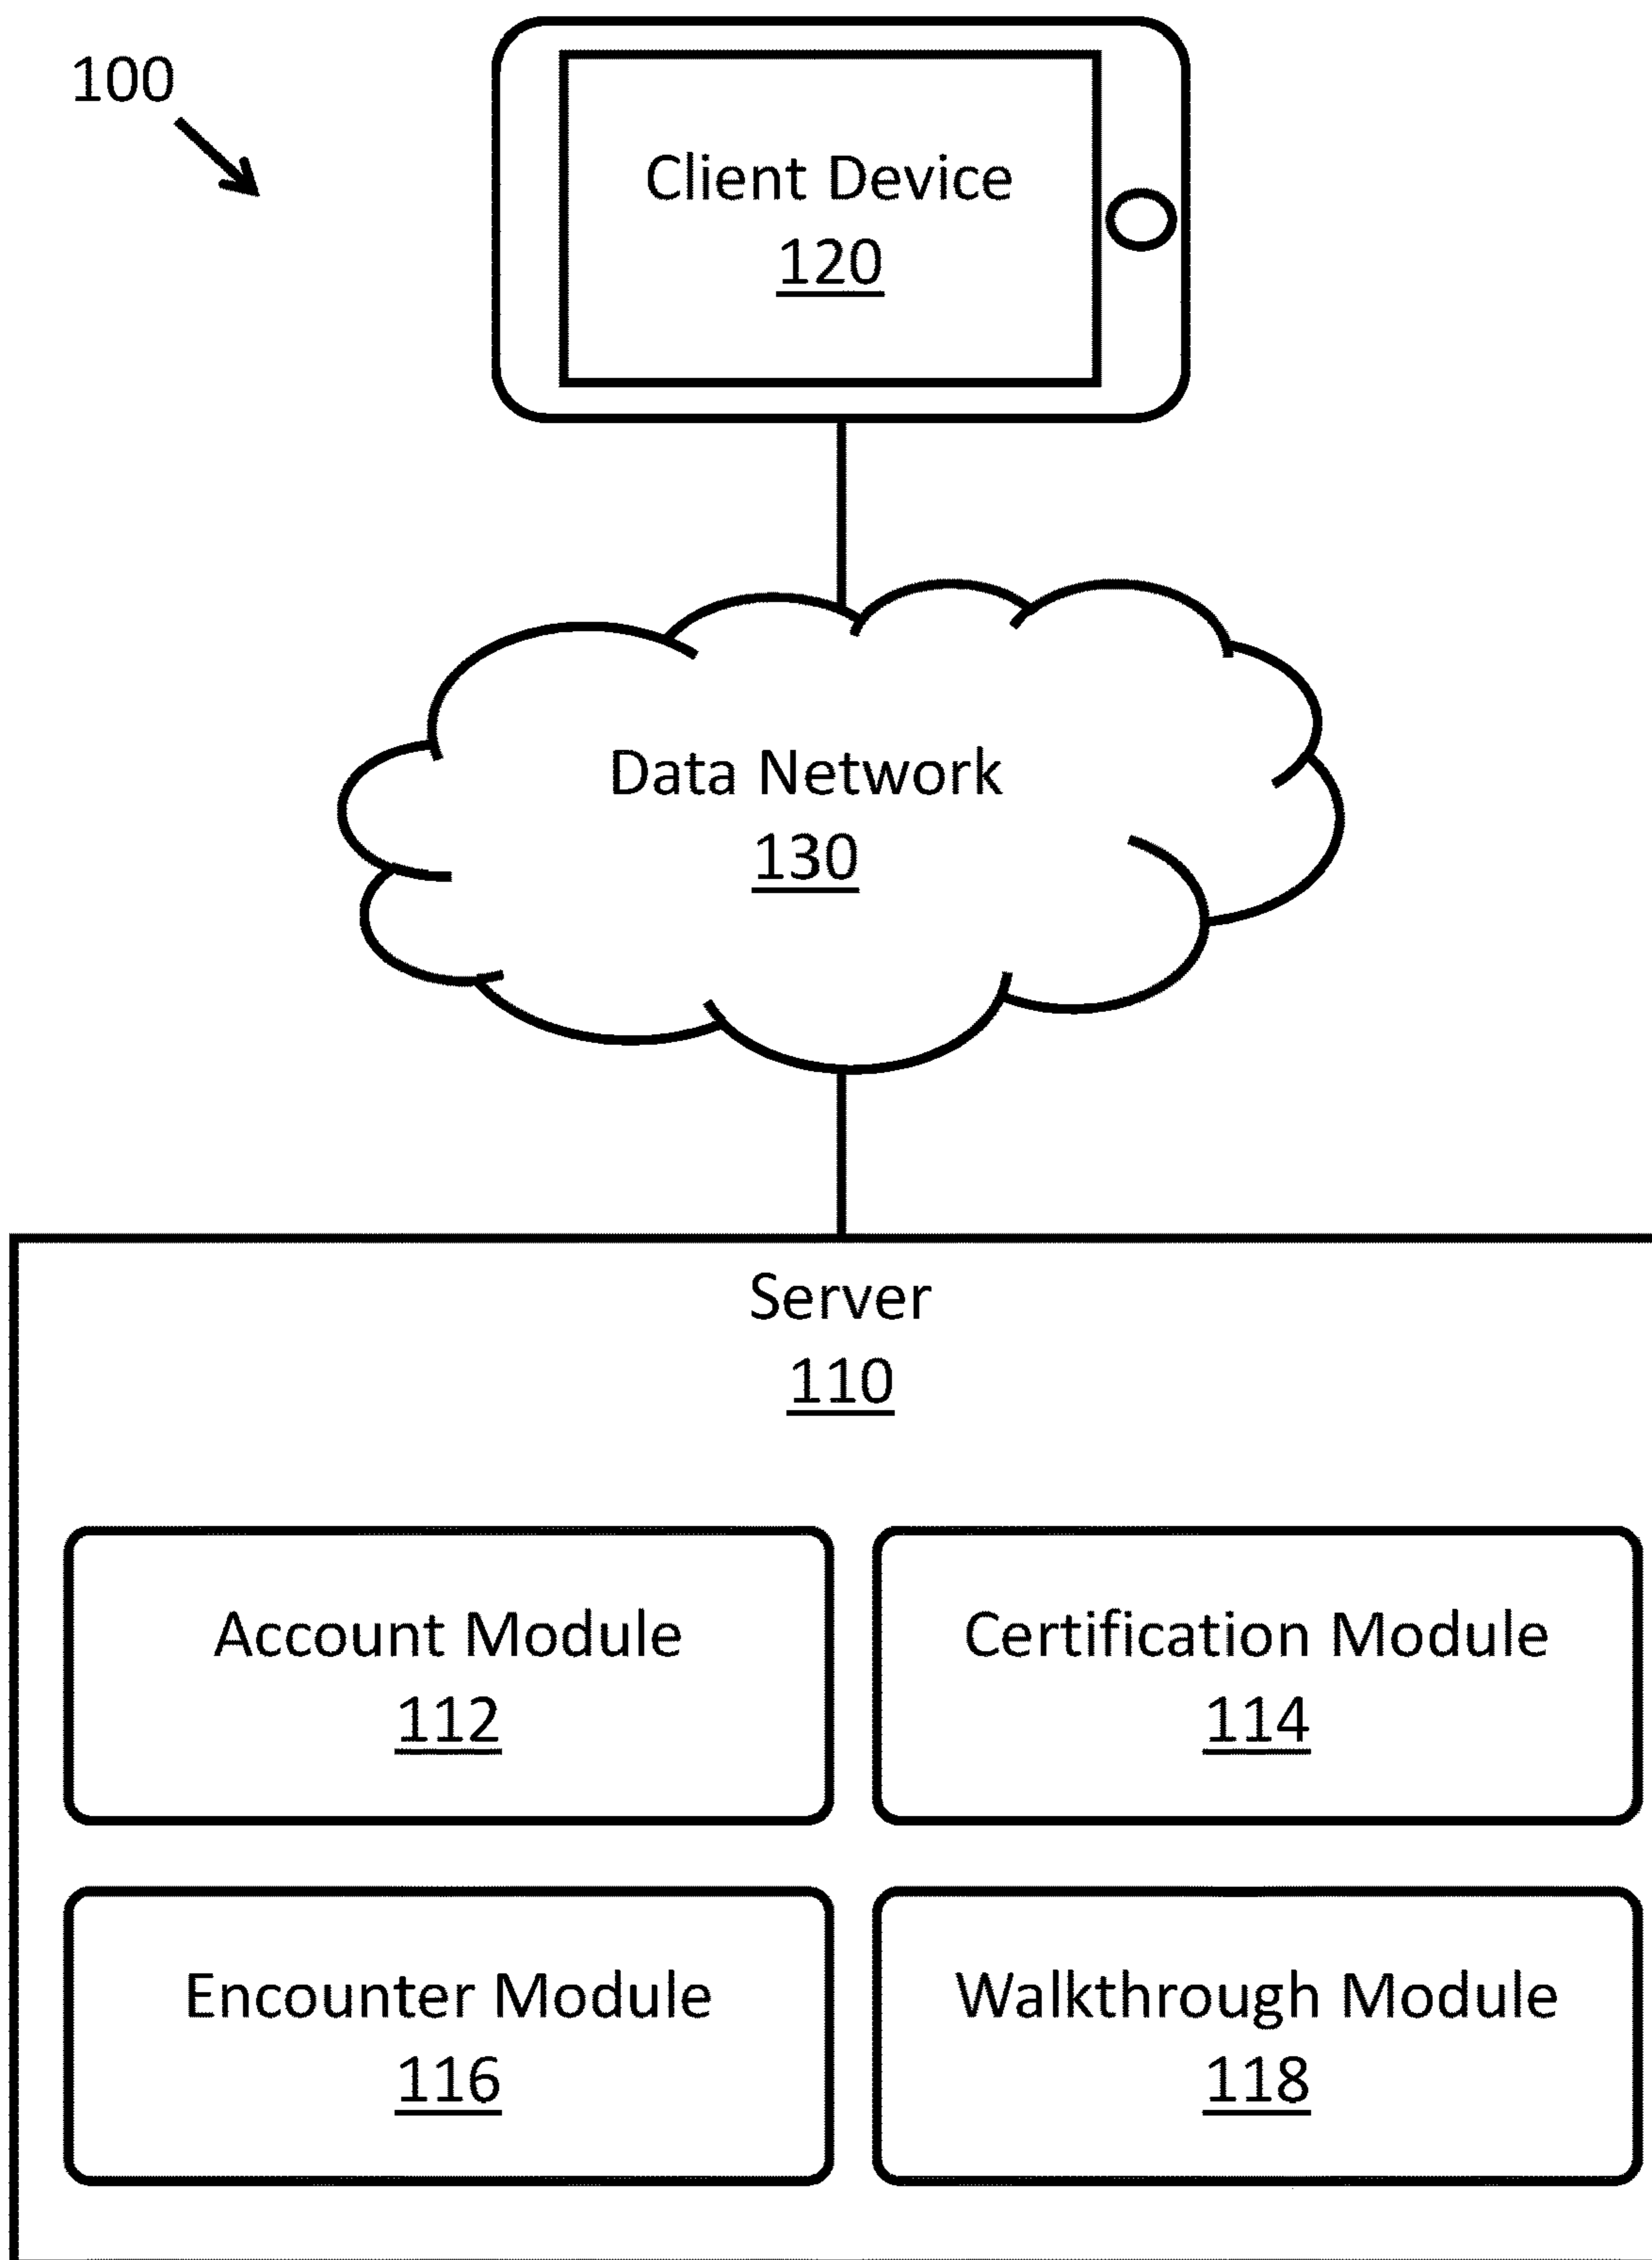 100
Client Device
120
Data Network
130
Server
110
Account Module
112
Certification Module
114
Encounter Module
116
Walkthrough Module
118